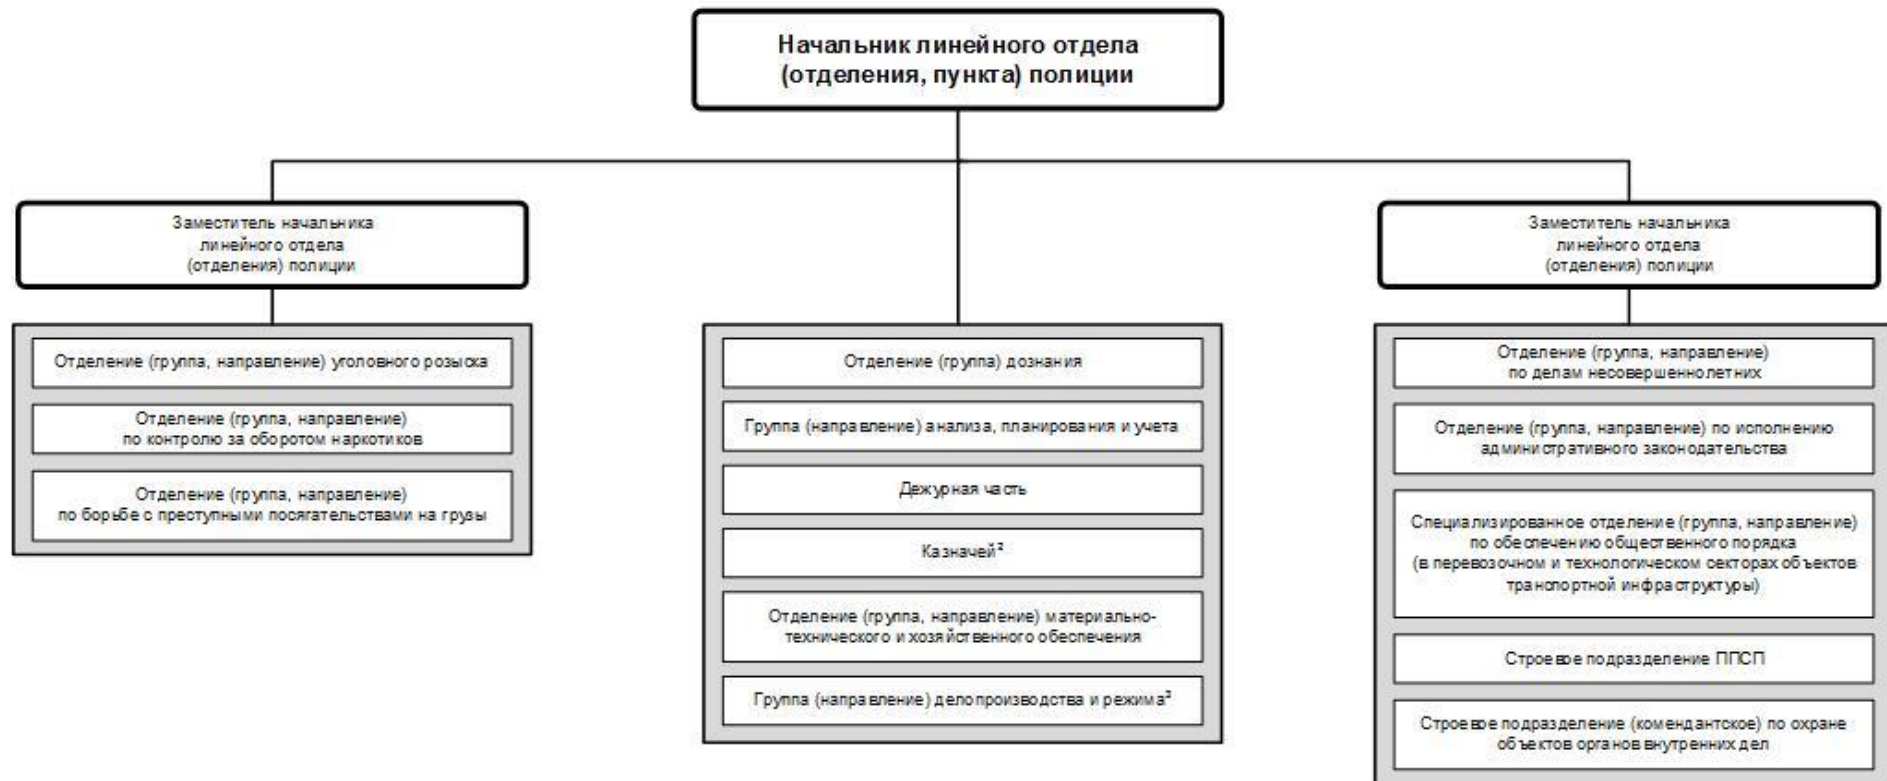 Начальник линейного отдела
(отделения, пункта) полиции
Заместитель начальника
линейного отдела
(отделения) полиции
Отделение (группа, направление) уголовного розыска
Отделение (группа, направление)
по контролю за оборотом наркотиков
Отделение (группа, направление)
по борьбе с преступными посягательствами на грузы
Отделение (группа) дознания
Группа (направление) анализа, планирования и учета
Дежурная часть
Казначей²
Отделение (группа, направление) материально-
технического и хозяйственного обеспечения
Группа (направление) делопроизводства и режима²
Заместитель начальника
линейного отдела
(отделения) полиции
Отделение (группа, направление)
по делам несовершеннолетних
Отделение (группа, направление) по исполнению
административного законодательства
Специализированное отделение (группа, направление)
по обеспечению общественного порядка
(в перевозочном и технологическом секторах объектов
транспортной инфраструктуры)
Строевое подразделение ППСП
Строевое подразделение (комендантское) по охране
объектов органов внутренних дел